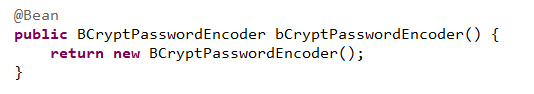 @Bean
public BCryptPasswordEncoder bCryptPasswordEncoder() {
    return new BCryptPasswordEncoder();
}